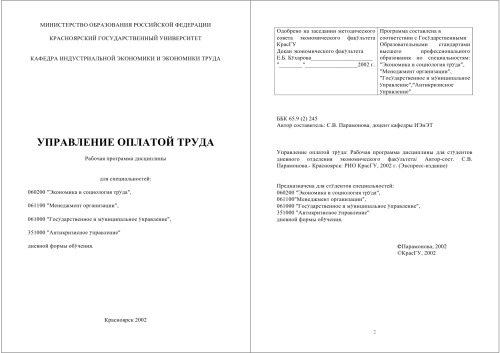 МИНИСТЕРСТВО ОБРАЗОВАНИЯ РОССИЙСКОЙ ФЕДЕРАЦИИ
КРАСНОЯРСКИЙ ГОСУДАРСТВЕННЫЙ УНИВЕРСИТЕТ
КАФЕДРА ИНДУСТРИАЛЬНОЙ ЭКОНОМИКИ И ЭКОНОМИКИ ТРУДА
УПРАВЛЕНИЕ ОПЛАТОЙ ТРУДА
Рабочая программа дисциплины
для специальностей:
060200 "Экономика и социология труда",
061100 "Менеджмент организации",
061000 "Государственное и муниципальное управление",
351000 "Антикризисное управление"
дневной формы обучения.
Красноярск 2002
Одобрено на заседании методического
совета экономического факультета
КрасГУ
Декан экономического факультета
Е.Б. Бухарова____________________
"________"__________________2002 г.
Программа составлена в
соответствии с Государственными
Образовательными стандартами
высшего профессионального
образования по специальностям:
"Экономика и социология труда",
"Менеджмент организации",
"Государственное и муниципальное
управление","Антикризисное
управление"
ББК 65.9 (2) 245
Автор составитель: С.В. Парамонова, доцент кафедры ИЭиЭТ
Управление оплатой труда: Рабочая программа дисциплины для студентов
дневного отделения экономического факультета/ Автор-сост. С.В.
Парамонова.- Красноярск: РИО КрасГУ, 2002 г. (Экспресс-издание)
Предназначена для студентов специальностей:
060200 "Экономика и социология труда",
061100"Менеджмент организации",
061000 "Государственное и муниципальное управление",
351000 "Антикризисное управление"
дневной формы обучения.
©Парамонова, 2002
©КрасГУ, 2002
2